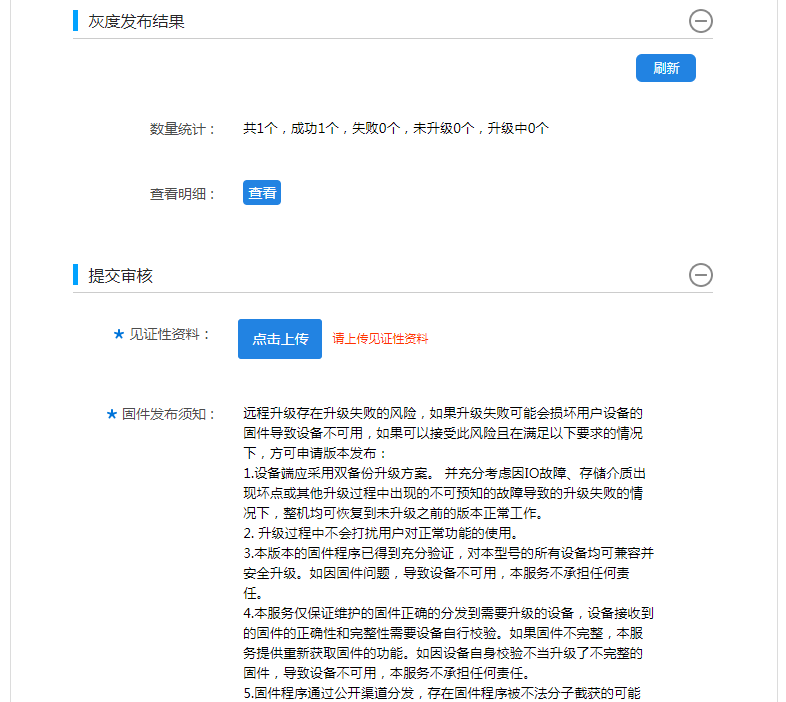 灰度发布结果
刷新
数量统计： 共1个，成功1个，失败0个，未升级0个，升级中0个
查看明细： 查看
提交审核
* 见证性资料： 点击上传 请上传见证性资料
* 固件发布须知： 远程升级存在升级失败的风险，如果升级失败可能会损坏用户设备的
固件导致设备不可用，如果可以接受此风险且在满足以下要求的情况
下，方可申请版本发布：
1.设备端应采用双备份升级方案。 并充分考虑因IO故障、存储介质出
现坏点或其他升级过程中出现的不可预知的故障导致的升级失败的情
况下，整机均可恢复到未升级之前的版本正常工作。
2. 升级过程中不会打扰用户对正常功能的使用。
3.本版本的固件程序已得到充分验证，对本型号的所有设备均可兼容并
安全升级。如因固件问题，导致设备不可用，本服务不承担任何责
任。
4.本服务仅保证维护的固件正确的分发到需要升级的设备，设备接收到
的固件的正确性和完整性需要设备自行校验。如果固件不完整，本服
务提供重新获取固件的功能。如因设备自身校验不当升级了不完整的
固件，导致设备不可用，本服务不承担任何责任。
5.固件程序通过公开渠道分发，存在固件程序被不法分子截获的可能